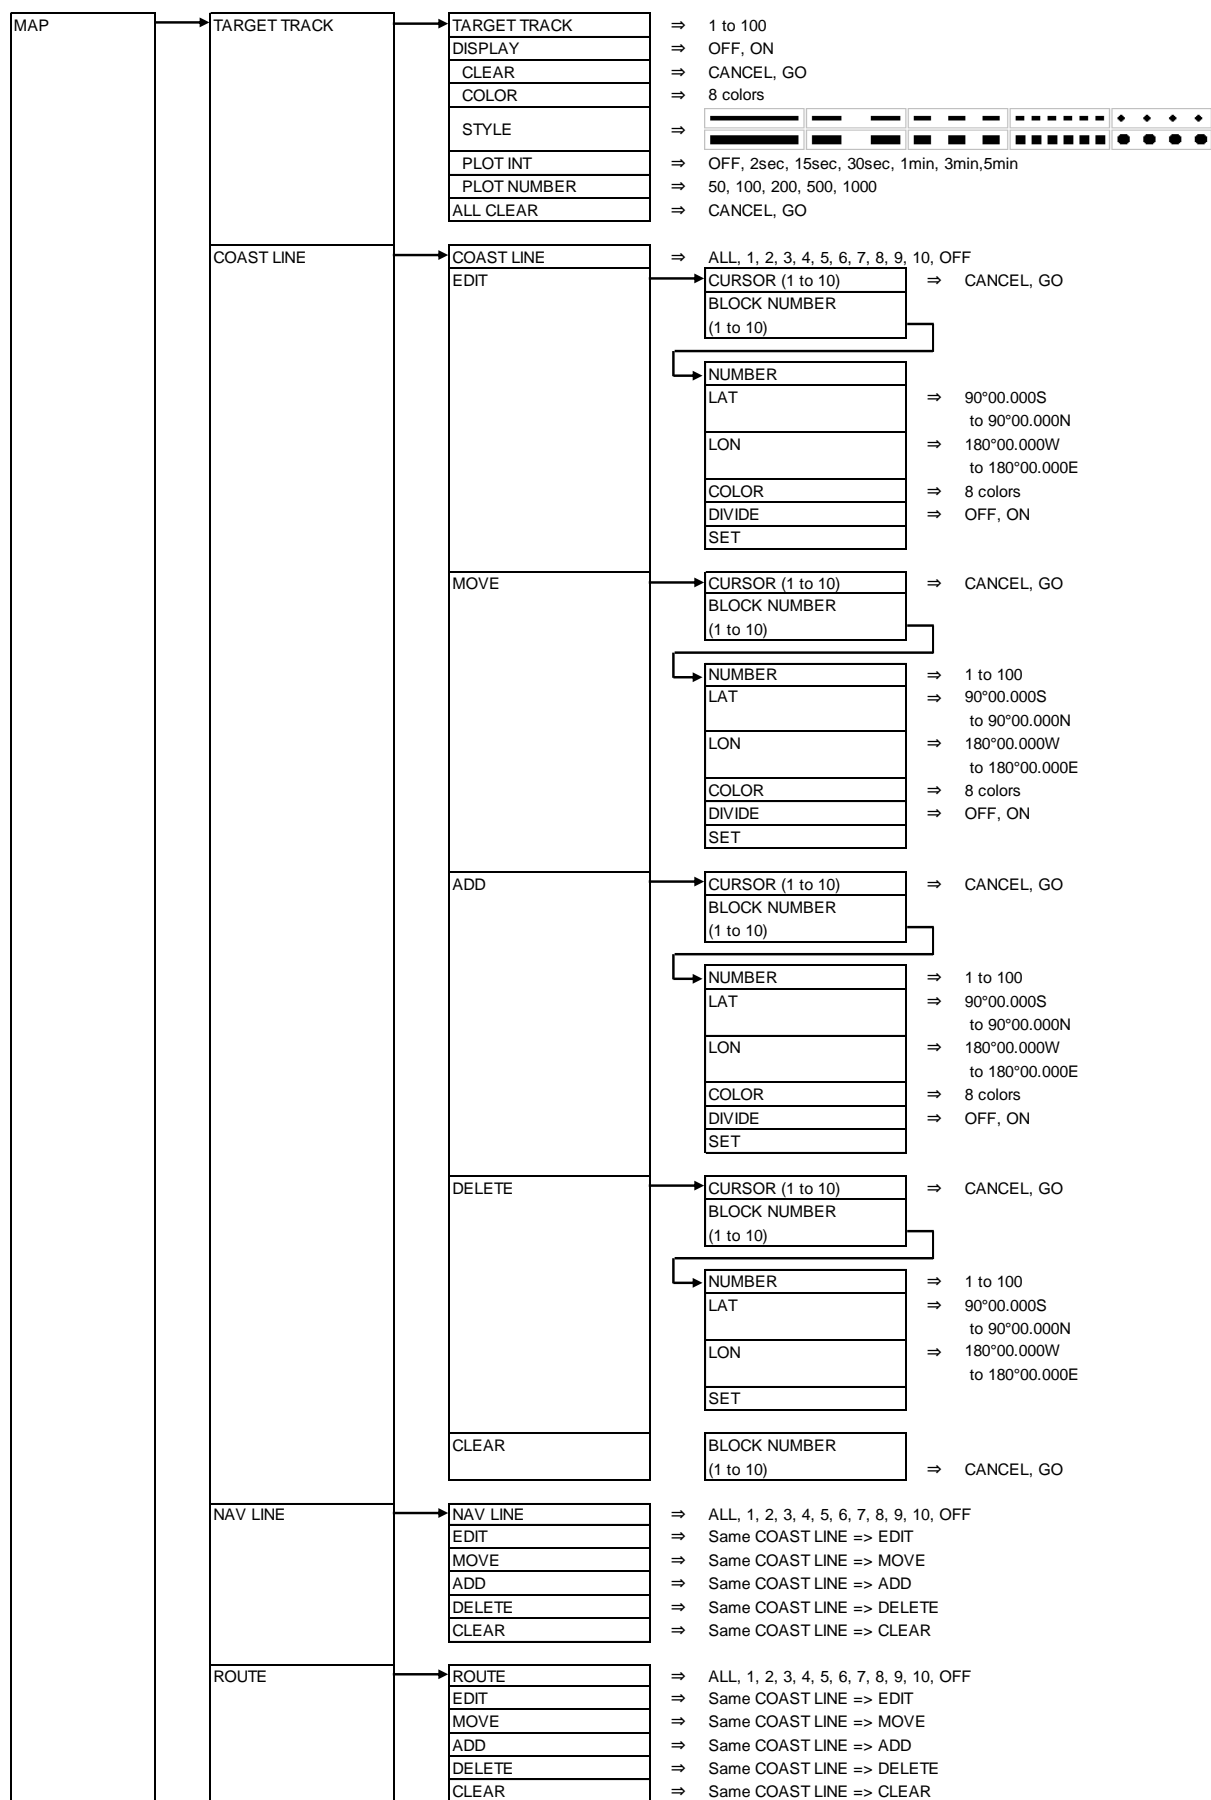 MAP TARGET TRACK TARGET TRACK ⇒ 1 to 100
DISPLAY ⇒ OFF, ON
CLEAR ⇒ CANCEL, GO
COLOR ⇒ 8 colors
STYLE ⇒
PLOT INT ⇒ OFF, 2sec, 15sec, 30sec, 1min, 3min,5min
PLOT NUMBER ⇒ 50, 100, 200, 500, 1000
ALL CLEAR ⇒ CANCEL, GO
COAST LINE COAST LINE ⇒ ALL, 1, 2, 3, 4, 5, 6, 7, 8, 9, 10, OFF
EDIT CURSOR (1 to 10) ⇒ CANCEL, GO
BLOCK NUMBER
(1 to 10)
NUMBER
LAT ⇒ 90°00.000S
to 90°00.000N
LON ⇒ 180°00.000W
to 180°00.000E
COLOR ⇒ 8 colors
DIVIDE ⇒ OFF, ON
SET
MOVE CURSOR (1 to 10) ⇒ CANCEL, GO
BLOCK NUMBER
(1 to 10)
NUMBER ⇒ 1 to 100
LAT ⇒ 90°00.000S
to 90°00.000N
LON ⇒ 180°00.000W
to 180°00.000E
COLOR ⇒ 8 colors
DIVIDE ⇒ OFF, ON
SET
ADD CURSOR (1 to 10) ⇒ CANCEL, GO
BLOCK NUMBER
(1 to 10)
NUMBER ⇒ 1 to 100
LAT ⇒ 90°00.000S
to 90°00.000N
LON ⇒ 180°00.000W
to 180°00.000E
COLOR ⇒ 8 colors
DIVIDE ⇒ OFF, ON
SET
DELETE CURSOR (1 to 10) ⇒ CANCEL, GO
BLOCK NUMBER
(1 to 10)
NUMBER ⇒ 1 to 100
LAT ⇒ 90°00.000S
to 90°00.000N
LON ⇒ 180°00.000W
to 180°00.000E
SET
CLEAR BLOCK NUMBER
(1 to 10) ⇒ CANCEL, GO
NAV LINE NAV LINE ⇒ ALL, 1, 2, 3, 4, 5, 6, 7, 8, 9, 10, OFF
EDIT ⇒ Same COAST LINE => EDIT
MOVE ⇒ Same COAST LINE => MOVE
ADD ⇒ Same COAST LINE => ADD
DELETE ⇒ Same COAST LINE => DELETE
CLEAR ⇒ Same COAST LINE => CLEAR
ROUTE ROUTE ⇒ ALL, 1, 2, 3, 4, 5, 6, 7, 8, 9, 10, OFF
EDIT ⇒ Same COAST LINE => EDIT
MOVE ⇒ Same COAST LINE => MOVE
ADD ⇒ Same COAST LINE => ADD
DELETE ⇒ Same COAST LINE => DELETE
CLEAR ⇒ Same COAST LINE => CLEAR